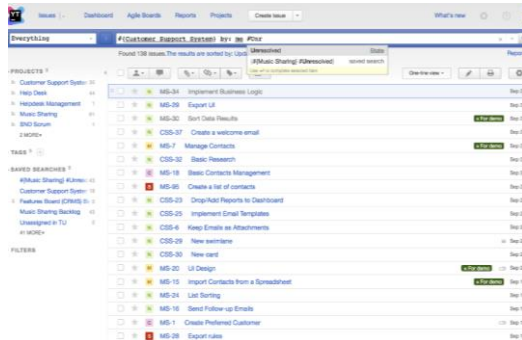 Issues Dashboard Agile Boards Reports Projects Create Issue What's new
Everything #{Customer Support System} by: me #Unr
Found 138 issues. The results are sorted by:
Unresolved State
#{Music Sharing} #Unresolved saved search
One-line view
PROJECTS
Customer Support System
Help Desk
Helpdesk Management 1
Music Sharing
SND Scrum 1
2 MORE
TAGS
SAVED SEARCHES
#{Music Sharing} #Unreso
Customer Support System
Features Board (CRMS)
Music Sharing Backlog
Unassigned in TU
41 MORE
FILTERS
MS-34 Implement Business Logic
MS-39 Export UI
MS-30 Sort Data Results For demo
CSS-37 Create a welcome email
MS-7 Manage Contacts For demo
CSS-32 Basic Research
MS-18 Basic Contacts Management
MS-95 Create a list of contacts
CSS-23 Drop/Add Reports to Dashboard
CSS-25 Implement Email Templates
CSS-6 Keep Emails as Attachments
CSS-29 New swimlane
CSS-30 New card
MS-20 UI Design For demo
MS-15 Import Contacts from a Spreadsheet For demo
MS-24 List Sorting
MS-16 Send Follow-up Emails
MS-1 Create Preferred Customer
MS-28 Export rules